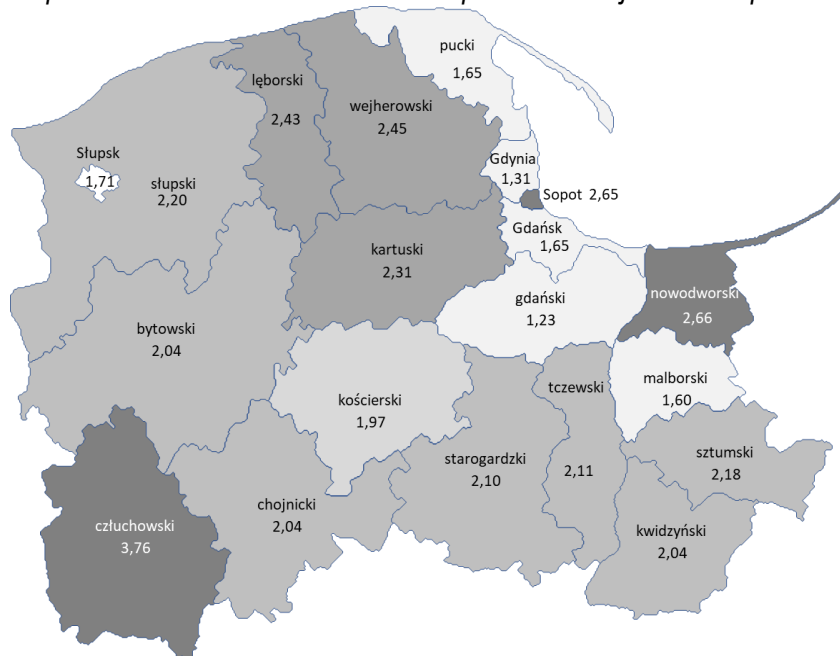 pucki
1,65
lęborski
2,43
wejherowski
2,45
Słupsk
1,71
słupski
2,20
Gdynia
1,31
Sopot 2,65
Gdańsk
1,65
kartuski
2,31
gdański
1,23
nowodworski
2,66
bytowski
2,04
kościerski
1,97
tczewski
2,11
malborski
1,60
starogardzki
2,10
sztumski
2,18
człuchowski
3,76
chojnicki
2,04
kwidzyński
2,04